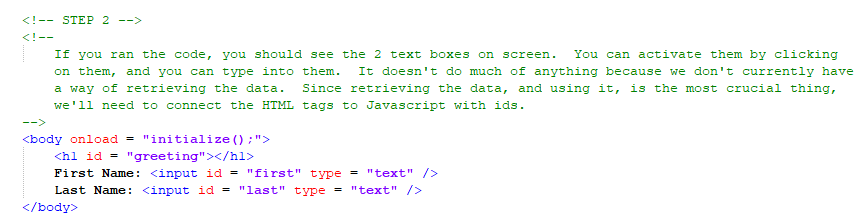 <!-- STEP 2 -->
<!--
If you ran the code, you should see the 2 text boxes on screen.  You can activate them by clicking
on them, and you can type into them.  It doesn't do much of anything because we don't currently have
a way of retrieving the data.  Since retrieving the data, and using it, is the most crucial thing,
we'll need to connect the HTML tags to Javascript with ids.
-->
<body onload = "initialize();">
<h1 id = "greeting"></h1>
First Name: <input id = "first" type = "text" />
Last Name: <input id = "last" type = "text" />
</body>